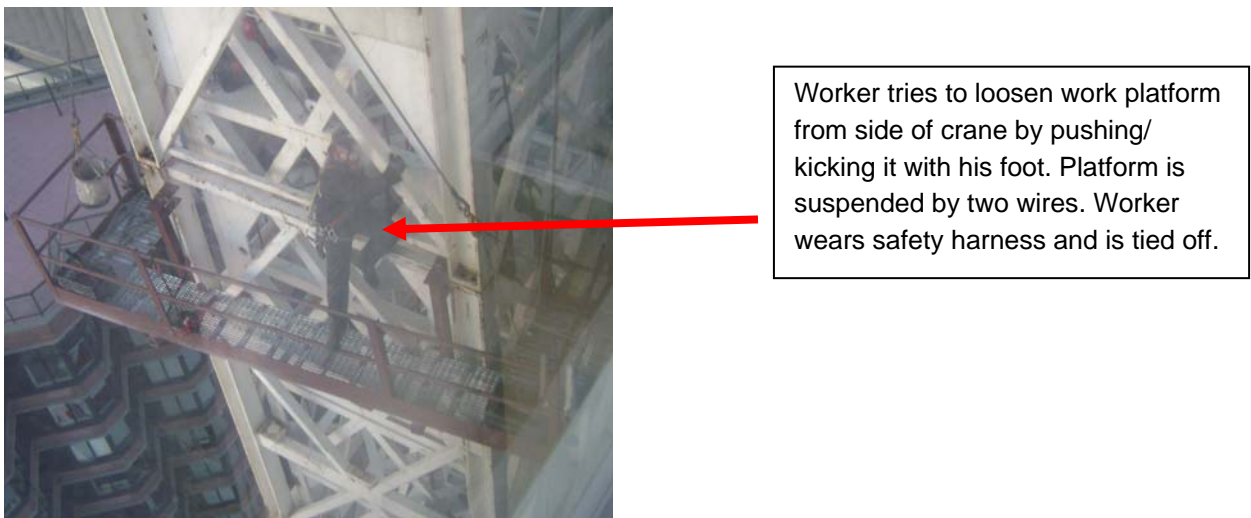 Worker tries to loosen work platform
from side of crane by pushing/
kicking it with his foot. Platform is
suspended by two wires. Worker
wears safety harness and is tied off.